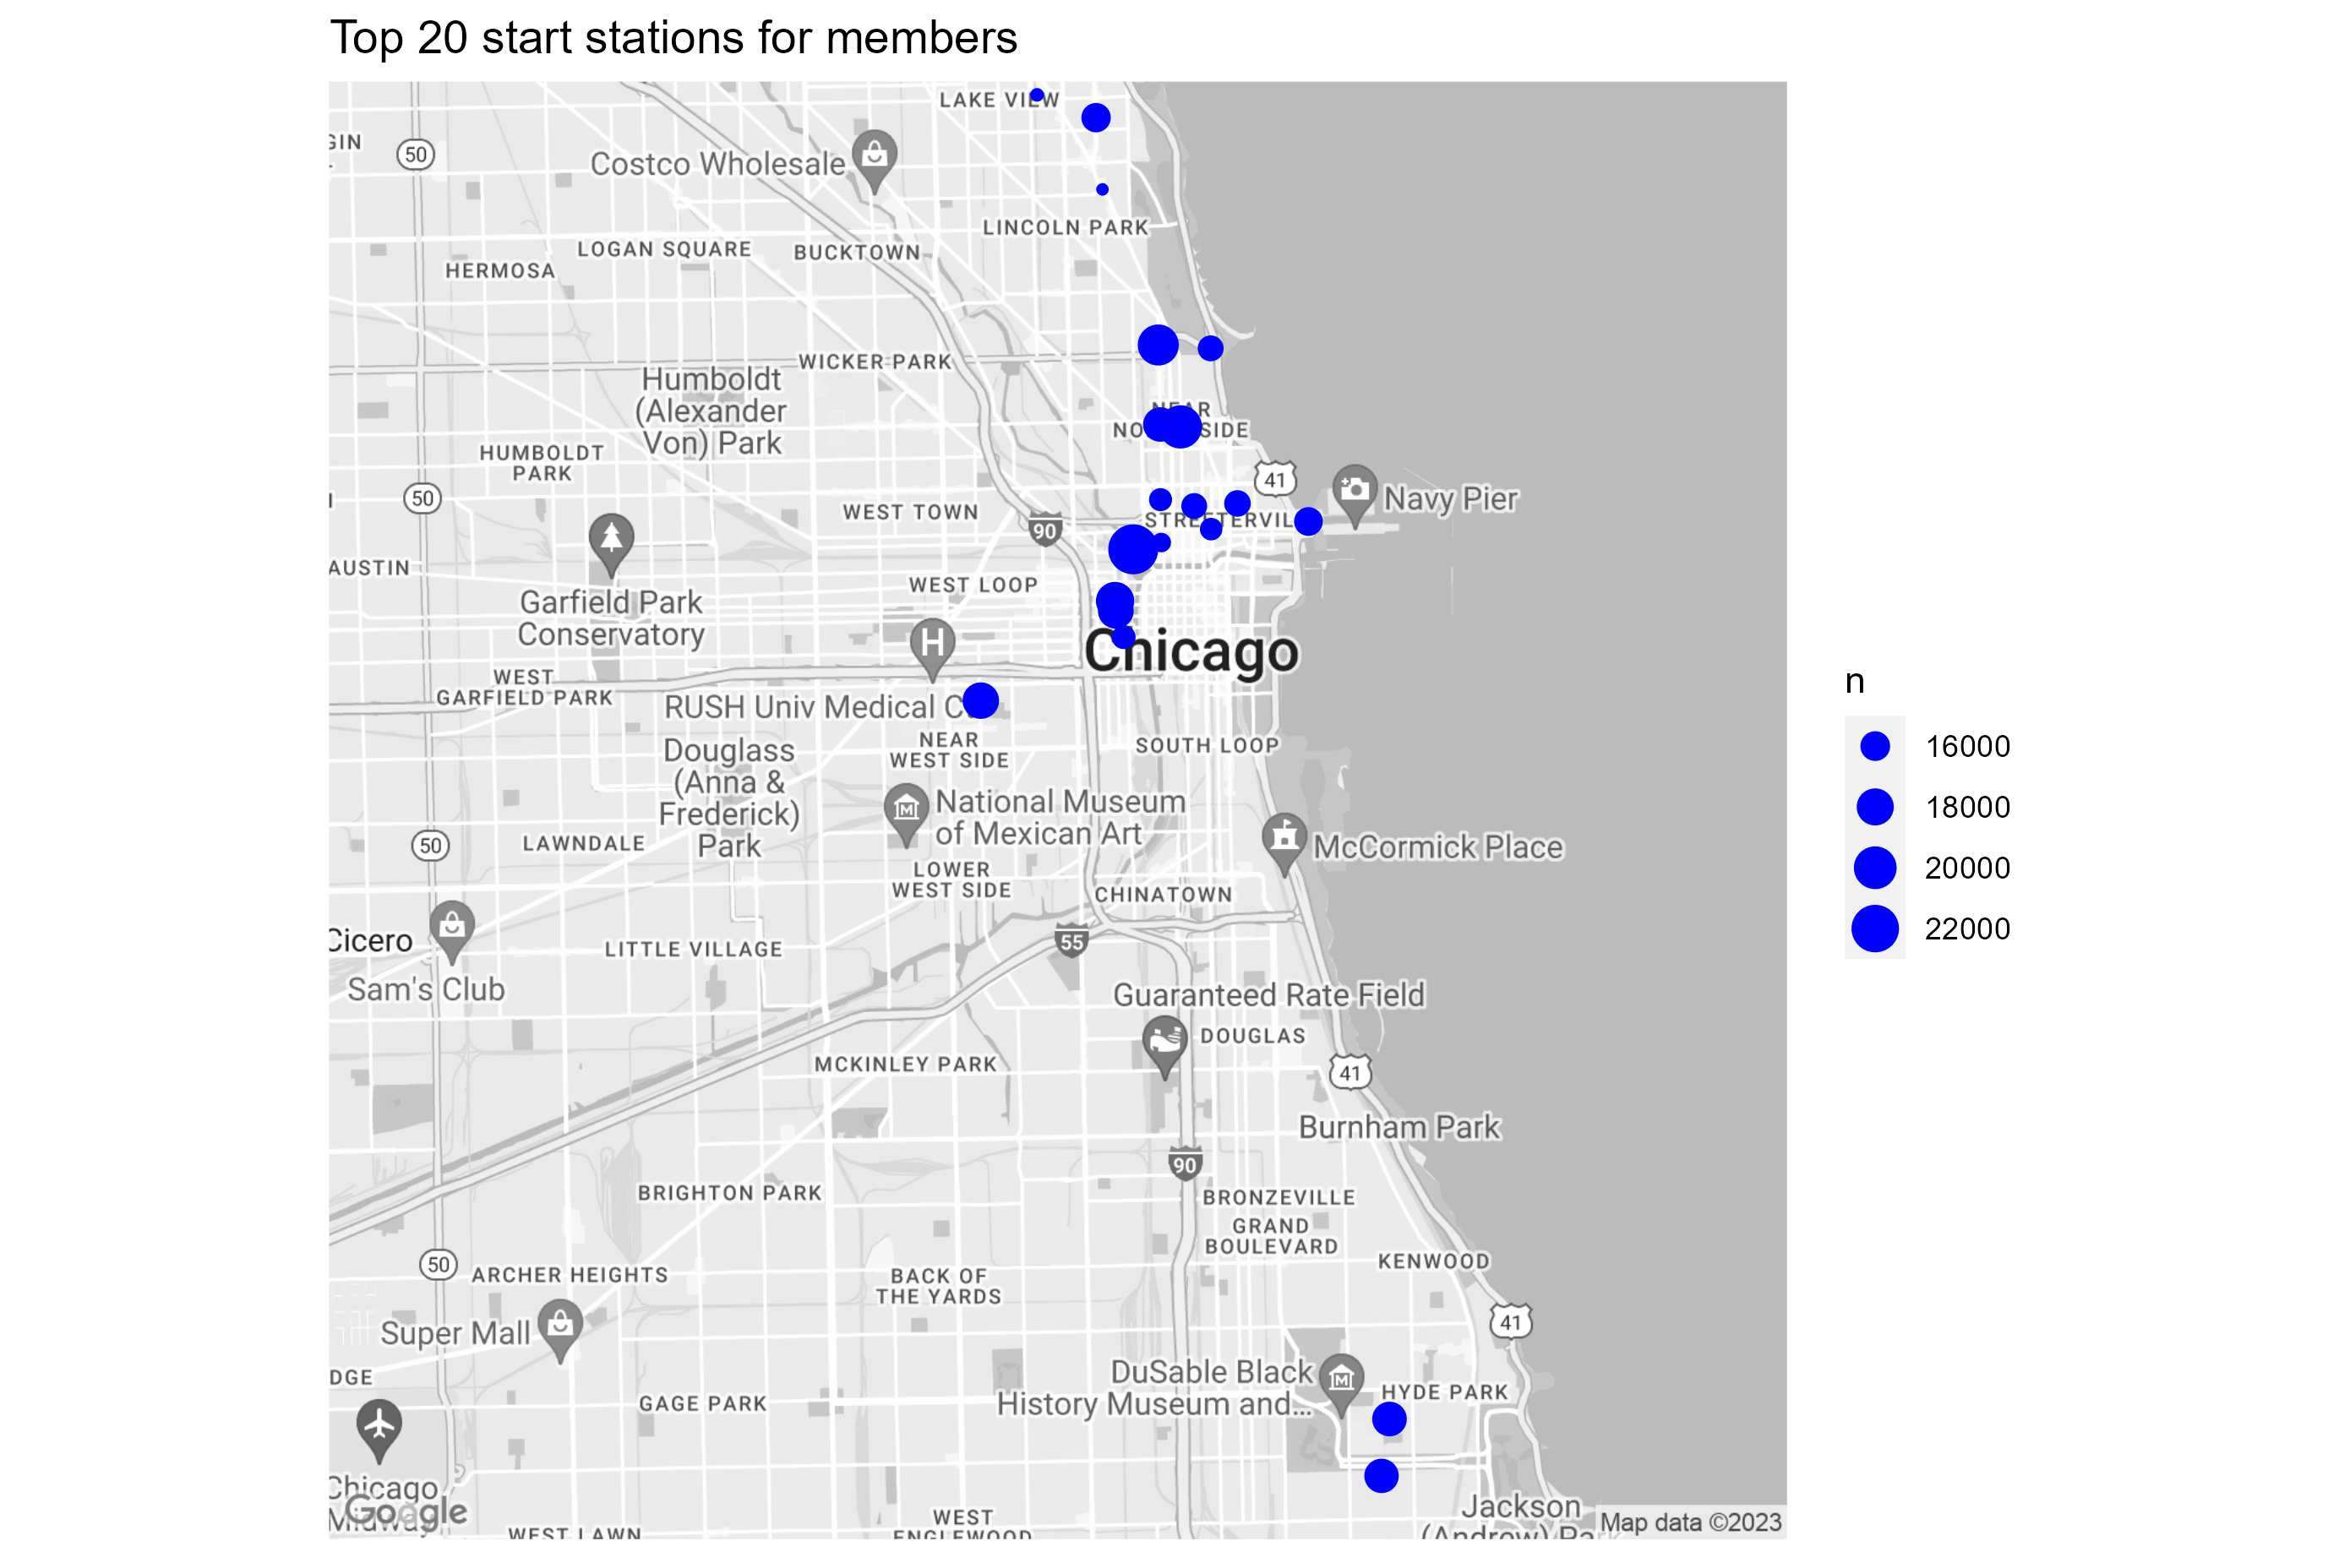 Top 20 start stations for members
LAKE VIEW
50
Costco Wholesale
LINCOLN PARK
LOGAN SQUARE
BUCKTOWN
HERMOSA
WICKER PARK
Humboldt
(Alexander
Von) Park
NEAR
SIDE
HUMBOLDT
PARK
41
Navy Pier
50
WEST TOWN
90
AUSTIN
WEST LOOP
Garfield Park
Conservatory
H
Chicago
WEST
GARFIELD PARK
RUSH Univ Medical
NEAR
WEST SIDE
SOUTH LOOP
Douglass
(Anna &
Frederick)
Park
M
National Museum
of Mexican Art
50
LAWNDALE
McCormick Place
LOWER
WEST SIDE
CHINATOWN
Cicero
LITTLE VILLAGE
55
Sam's Club
Guaranteed Rate Field
DOUGLAS
MCKINLEY PARK
41
Burnham Park
90
BRIGHTON PARK
BRONZEVILLE
GRAND
BOULEVARD
50
ARCHER HEIGHTS
BACK OF
THE YARDS
KENWOOD
Super Mall
41
DGE
DuSable Black
History Museum and...
M
HYDE PARK
GAGE PARK
Chicago
Midway
Google
WEST LAWN
WEST
ENGLEWOOD
Jackson
(Andrew)
Map data ©2023
n
16000
18000
20000
22000